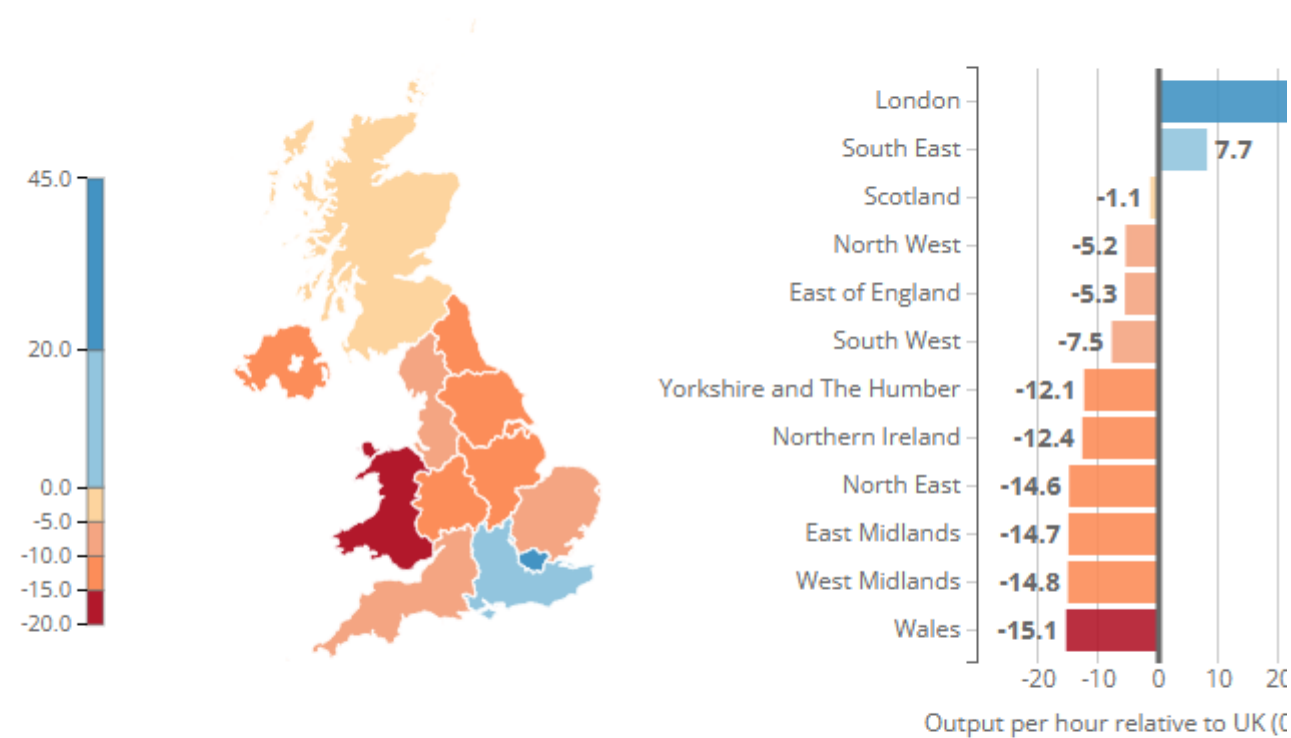 45.0
20.0
0.0
-5.0
-10.0
-15.0
-20.0
London
South East 7.7
Scotland -1.1
North West -5.2
East of England -5.3
South West -7.5
Yorkshire and The Humber -12.1
Northern Ireland -12.4
North East -14.6
East Midlands -14.7
West Midlands -14.8
Wales -15.1
-20 -10 0 10 20
Output per hour relative to UK (